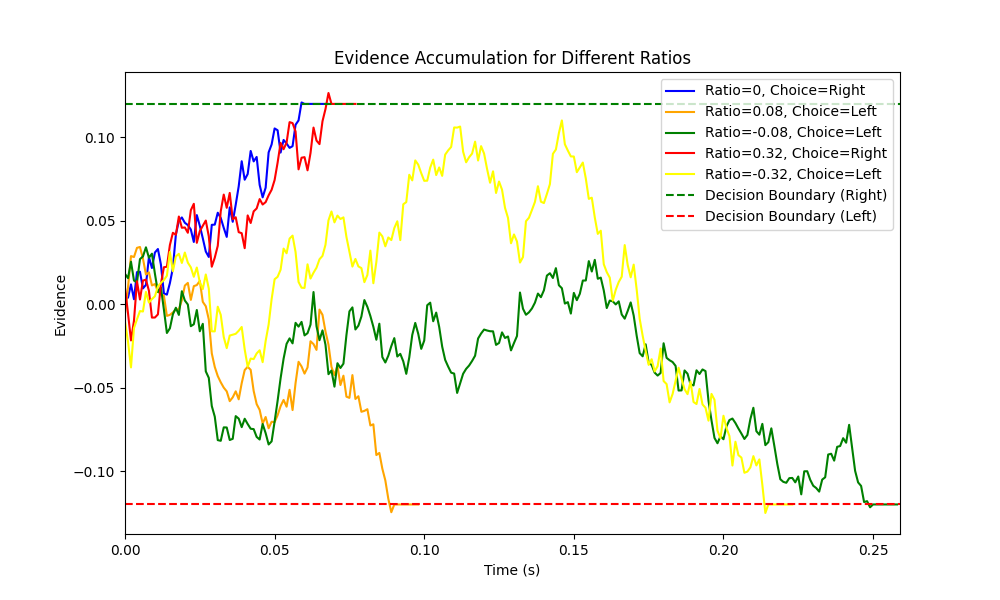 Evidence Accumulation for Different Ratios
Ratio=0, Choice=Right
Ratio=0.08, Choice=Left
Ratio=-0.08, Choice=Left
Ratio=0.32, Choice=Right
Ratio=-0.32, Choice=Left
Decision Boundary (Right)
Decision Boundary (Left)
0.10
0.05
0.00
−0.05
−0.10
Evidence
0.00
0.05
0.10
0.15
0.20
0.25
Time (s)